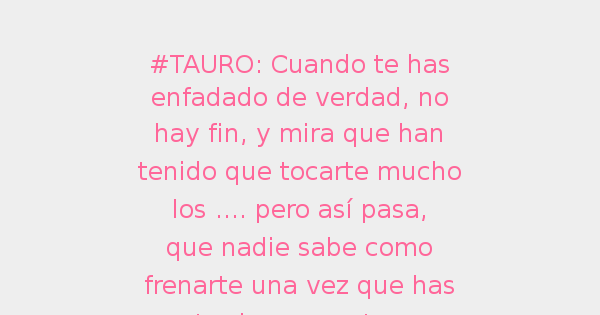 #TAURO: Cuando te has
enfadado de verdad, no
hay fin, y mira que han
tenido que tocarte mucho
los .... pero así pasa,
que nadie sabe como
frenarte una vez que has